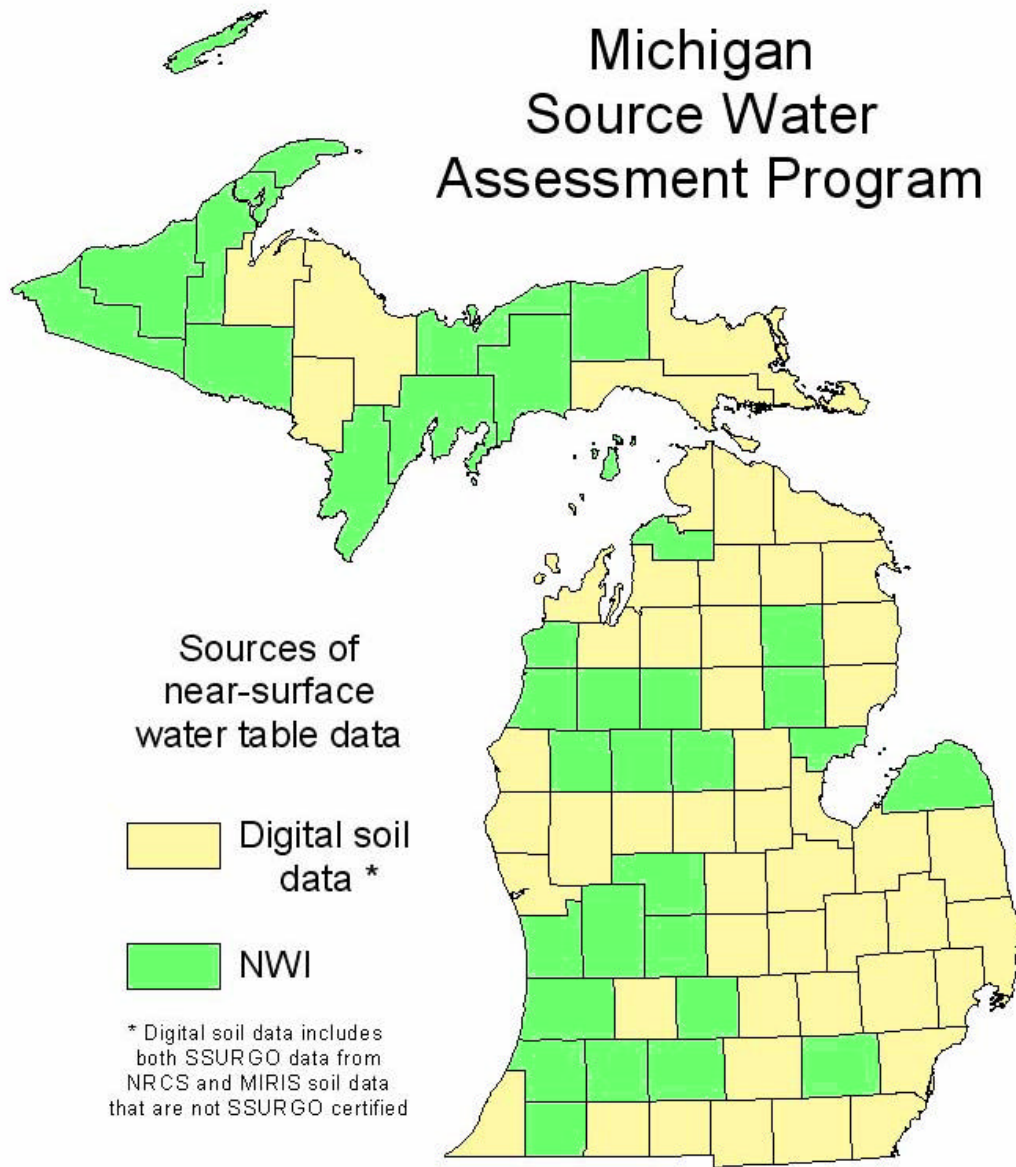 Michigan
Source Water
Assessment Program
Sources of
near-surface
water table data
Digital soil
data *
NWI
* Digital soil data includes
both SSURGO data from
NRCS and MIRIS soil data
that are not SSURGO certified